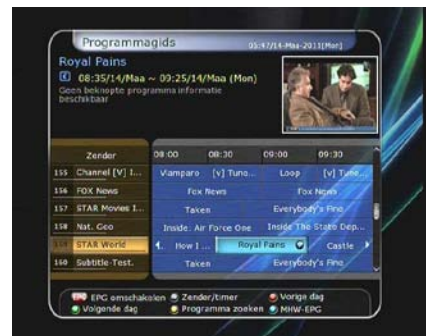 Programmagids
05:47/14-Maa-2011[Mon]
Royal Pains
08:35/14/Maa ~ 09:25/14/Maa (Mon)
Geen beknopte programma informatie
beschikbaar
Zender 08:00 08:30 09:00 09:30
155 Channel [V] I... Viamparo [v] Tune... Loop [v] Tune...
156 FOX News Fox News Fox News
157 STAR Movies I... Taken Everybody's Fine
158 Nat. Geo Inside: Air Force One Inside The State Dep...
159 STAR World How I ... Royal Pains Castle
160 Subtitle-Test. Taken Everybody's Fine
EPG omschakelen Zender/timer Vorige dag
Volgende dag Programma zoeken MHW-EPG